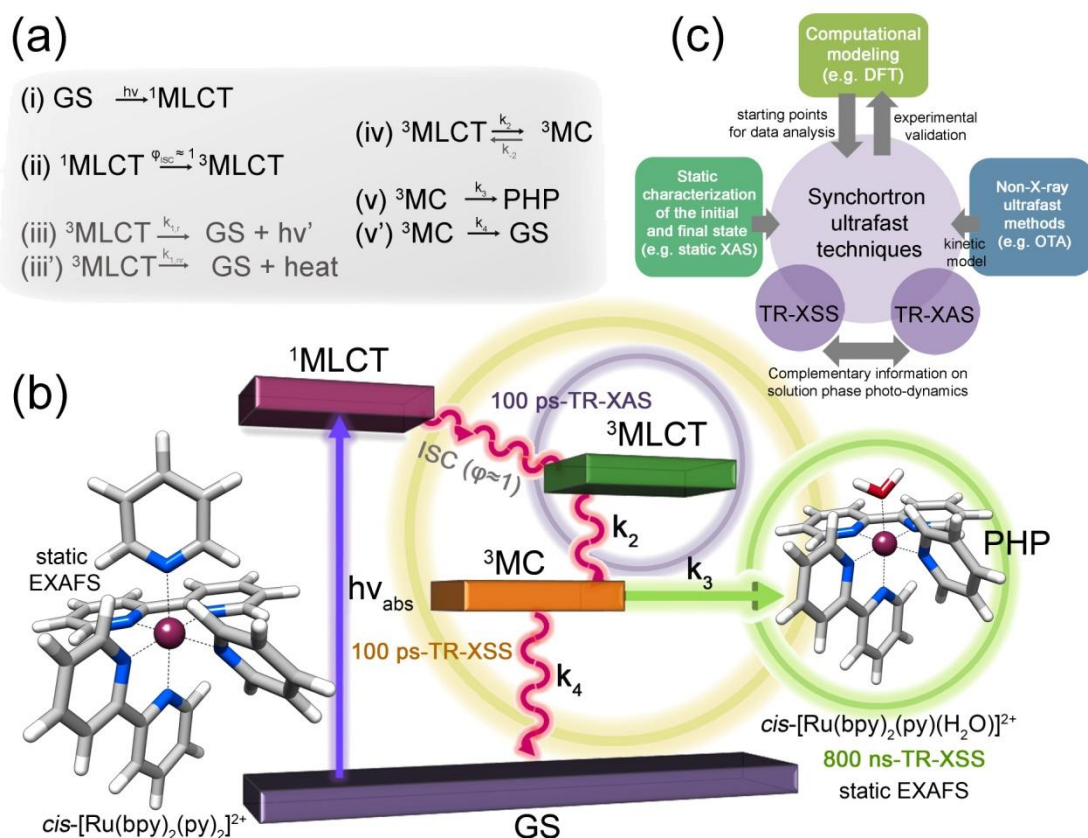 (a)
(i) GS hν→ ¹MLCT
(ii) ¹MLCT φISC ≈ 1→ ³MLCT
(iii) ³MLCT k₁,r→ GS + hν'
(iii') ³MLCT k₁,nr→ GS + heat
(iv) ³MLCT k₂ ⇌ k-2 ³MC
(v) ³MC k₃→ PHP
(v') ³MC k₄→ GS
(c)
Computational
modeling
(e.g. DFT)
starting points
for data analysis
experimental
validation
Static
characterization
of the initial
and final state
(e.g. static XAS)
Synchortron
ultrafast
techniques
Non-X-ray
ultrafast
methods
(e.g. OTA)
kinetic
model
TR-XSS
TR-XAS
Complementary information on
solution phase photo-dynamics
(b)
¹MLCT
100 ps-TR-XAS
³MLCT
ISC (φ≈1)
static
EXAFS
k₂
³MC
hνabs
k₃
PHP
100 ps-TR-XSS
k₄
cis-[Ru(bpy)₂(py)₂]²⁺
GS
cis-[Ru(bpy)₂(py)(H₂O)]²⁺
800 ns-TR-XSS
static EXAFS